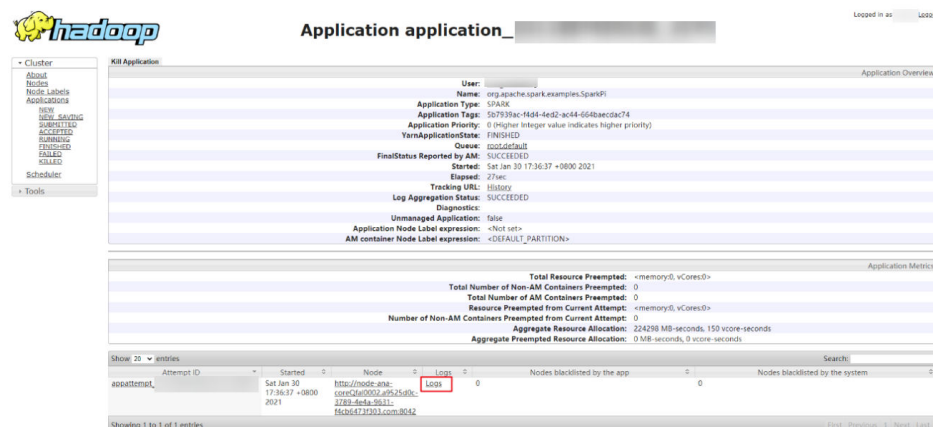 Logged in as
Logo
hadoop
Application application_
Cluster
About
Nodes
Node Labels
Applications
NEW
NEW_SAVING
SUBMITTED
ACCEPTED
RUNNING
FINISHED
FAILED
KILLED
Scheduler
Tools
Kill Application
Application Overview
User:
Name: org.apache.spark.examples.SparkPi
Application Type: SPARK
Application Tags: 5b7939ac-f4d4-4ed2-ac44-664baecdac74
Application Priority: 0 (Higher Integer value indicates higher priority)
YarnApplicationState: FINISHED
Queue: root.default
FinalStatus Reported by AM: SUCCEEDED
Started: Sat Jan 30 17:36:37 +0800 2021
Elapsed: 27sec
Tracking URL: History
Log Aggregation Status: SUCCEEDED
Diagnostics:
Unmanaged Application: false
Application Node Label expression: <Not set>
AM container Node Label expression: <DEFAULT_PARTITION>
Application Metrics
Total Resource Preempted: <memory:0, vCores:0>
Total Number of Non-AM Containers Preempted: 0
Total Number of AM Containers Preempted: 0
Resource Preempted from Current Attempt: <memory:0, vCores:0>
Number of Non-AM Containers Preempted from Current Attempt: 0
Aggregate Resource Allocation: 224298 MB-seconds, 150 vcore-seconds
Aggregate Preempted Resource Allocation: 0 MB-seconds, 0 vcore-seconds
Show 20 entries Search:
Attempt ID Started Node Logs Nodes blacklisted by the app Nodes blacklisted by the system
appattempt_ Sat Jan 30 http://node-ana- Logs 0 0
17:36:37 +0800 coreQfal0002.a9525d0c-
2021 3789-4e4a-9631-
f4cb6473f303.com:8042
Showing 1 to 1 of 1 entries First Previous 1 Next Last